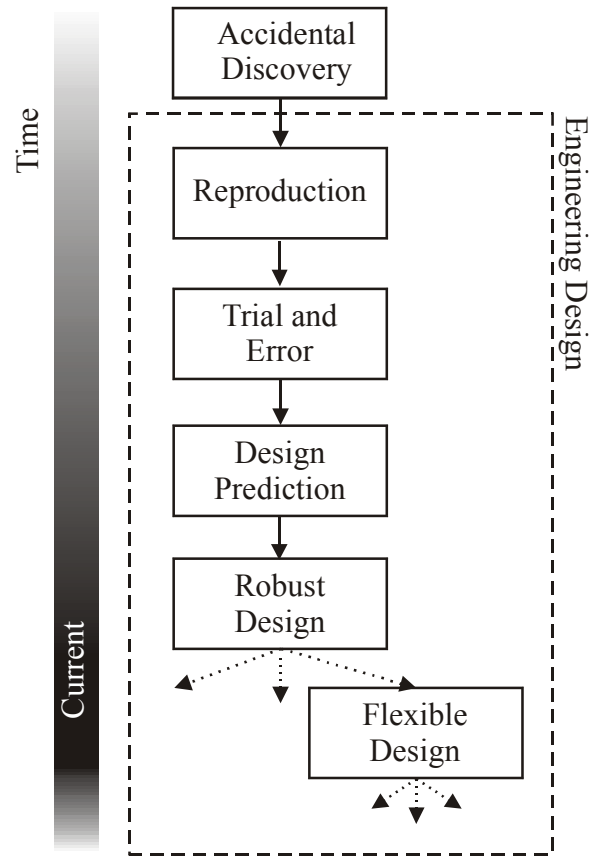 Accidental
Discovery
Time
Reproduction
Engineering Design
Trial and
Error
Design
Prediction
Robust
Design
Current
Flexible
Design